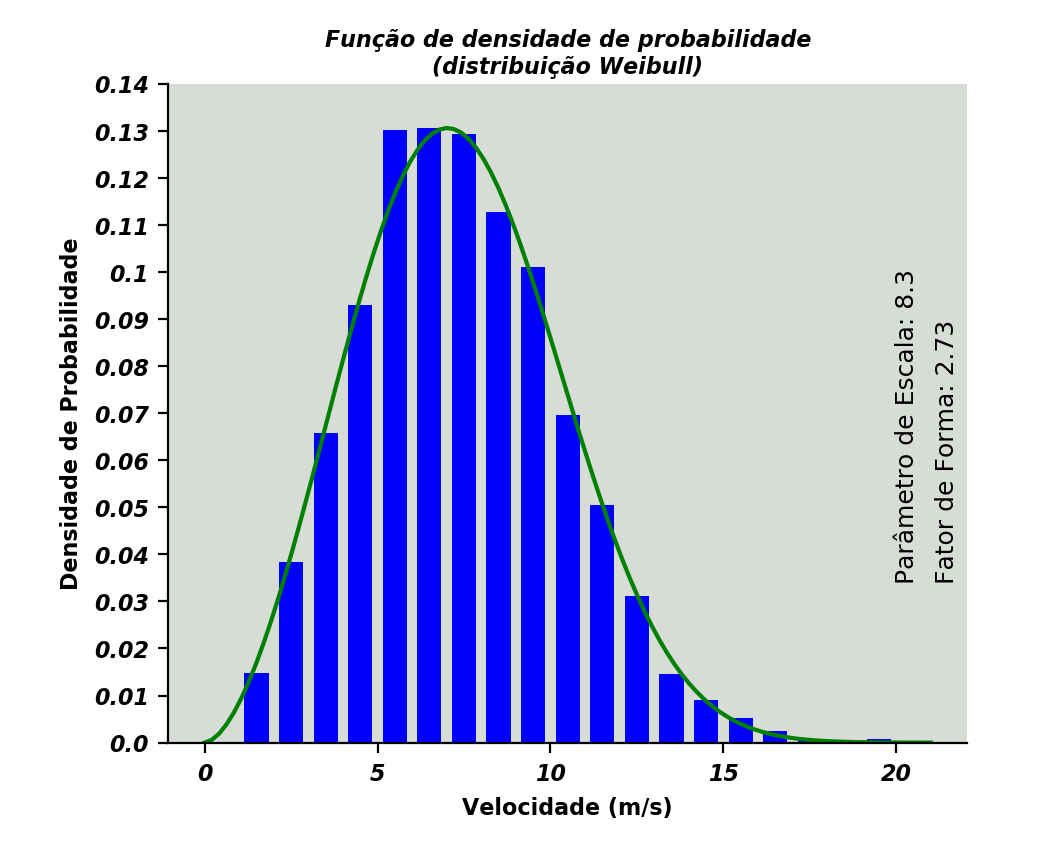 Função de densidade de probabilidade
(distribuição Weibull)
0.14
0.13
0.12
0.11
0.1
0.09
0.08
0.07
0.06
0.05
0.04
0.03
0.02
0.01
0.0
Densidade de Probabilidade
Parâmetro de Escala: 8.3
Fator de Forma: 2.73
0 5 10 15 20
Velocidade (m/s)